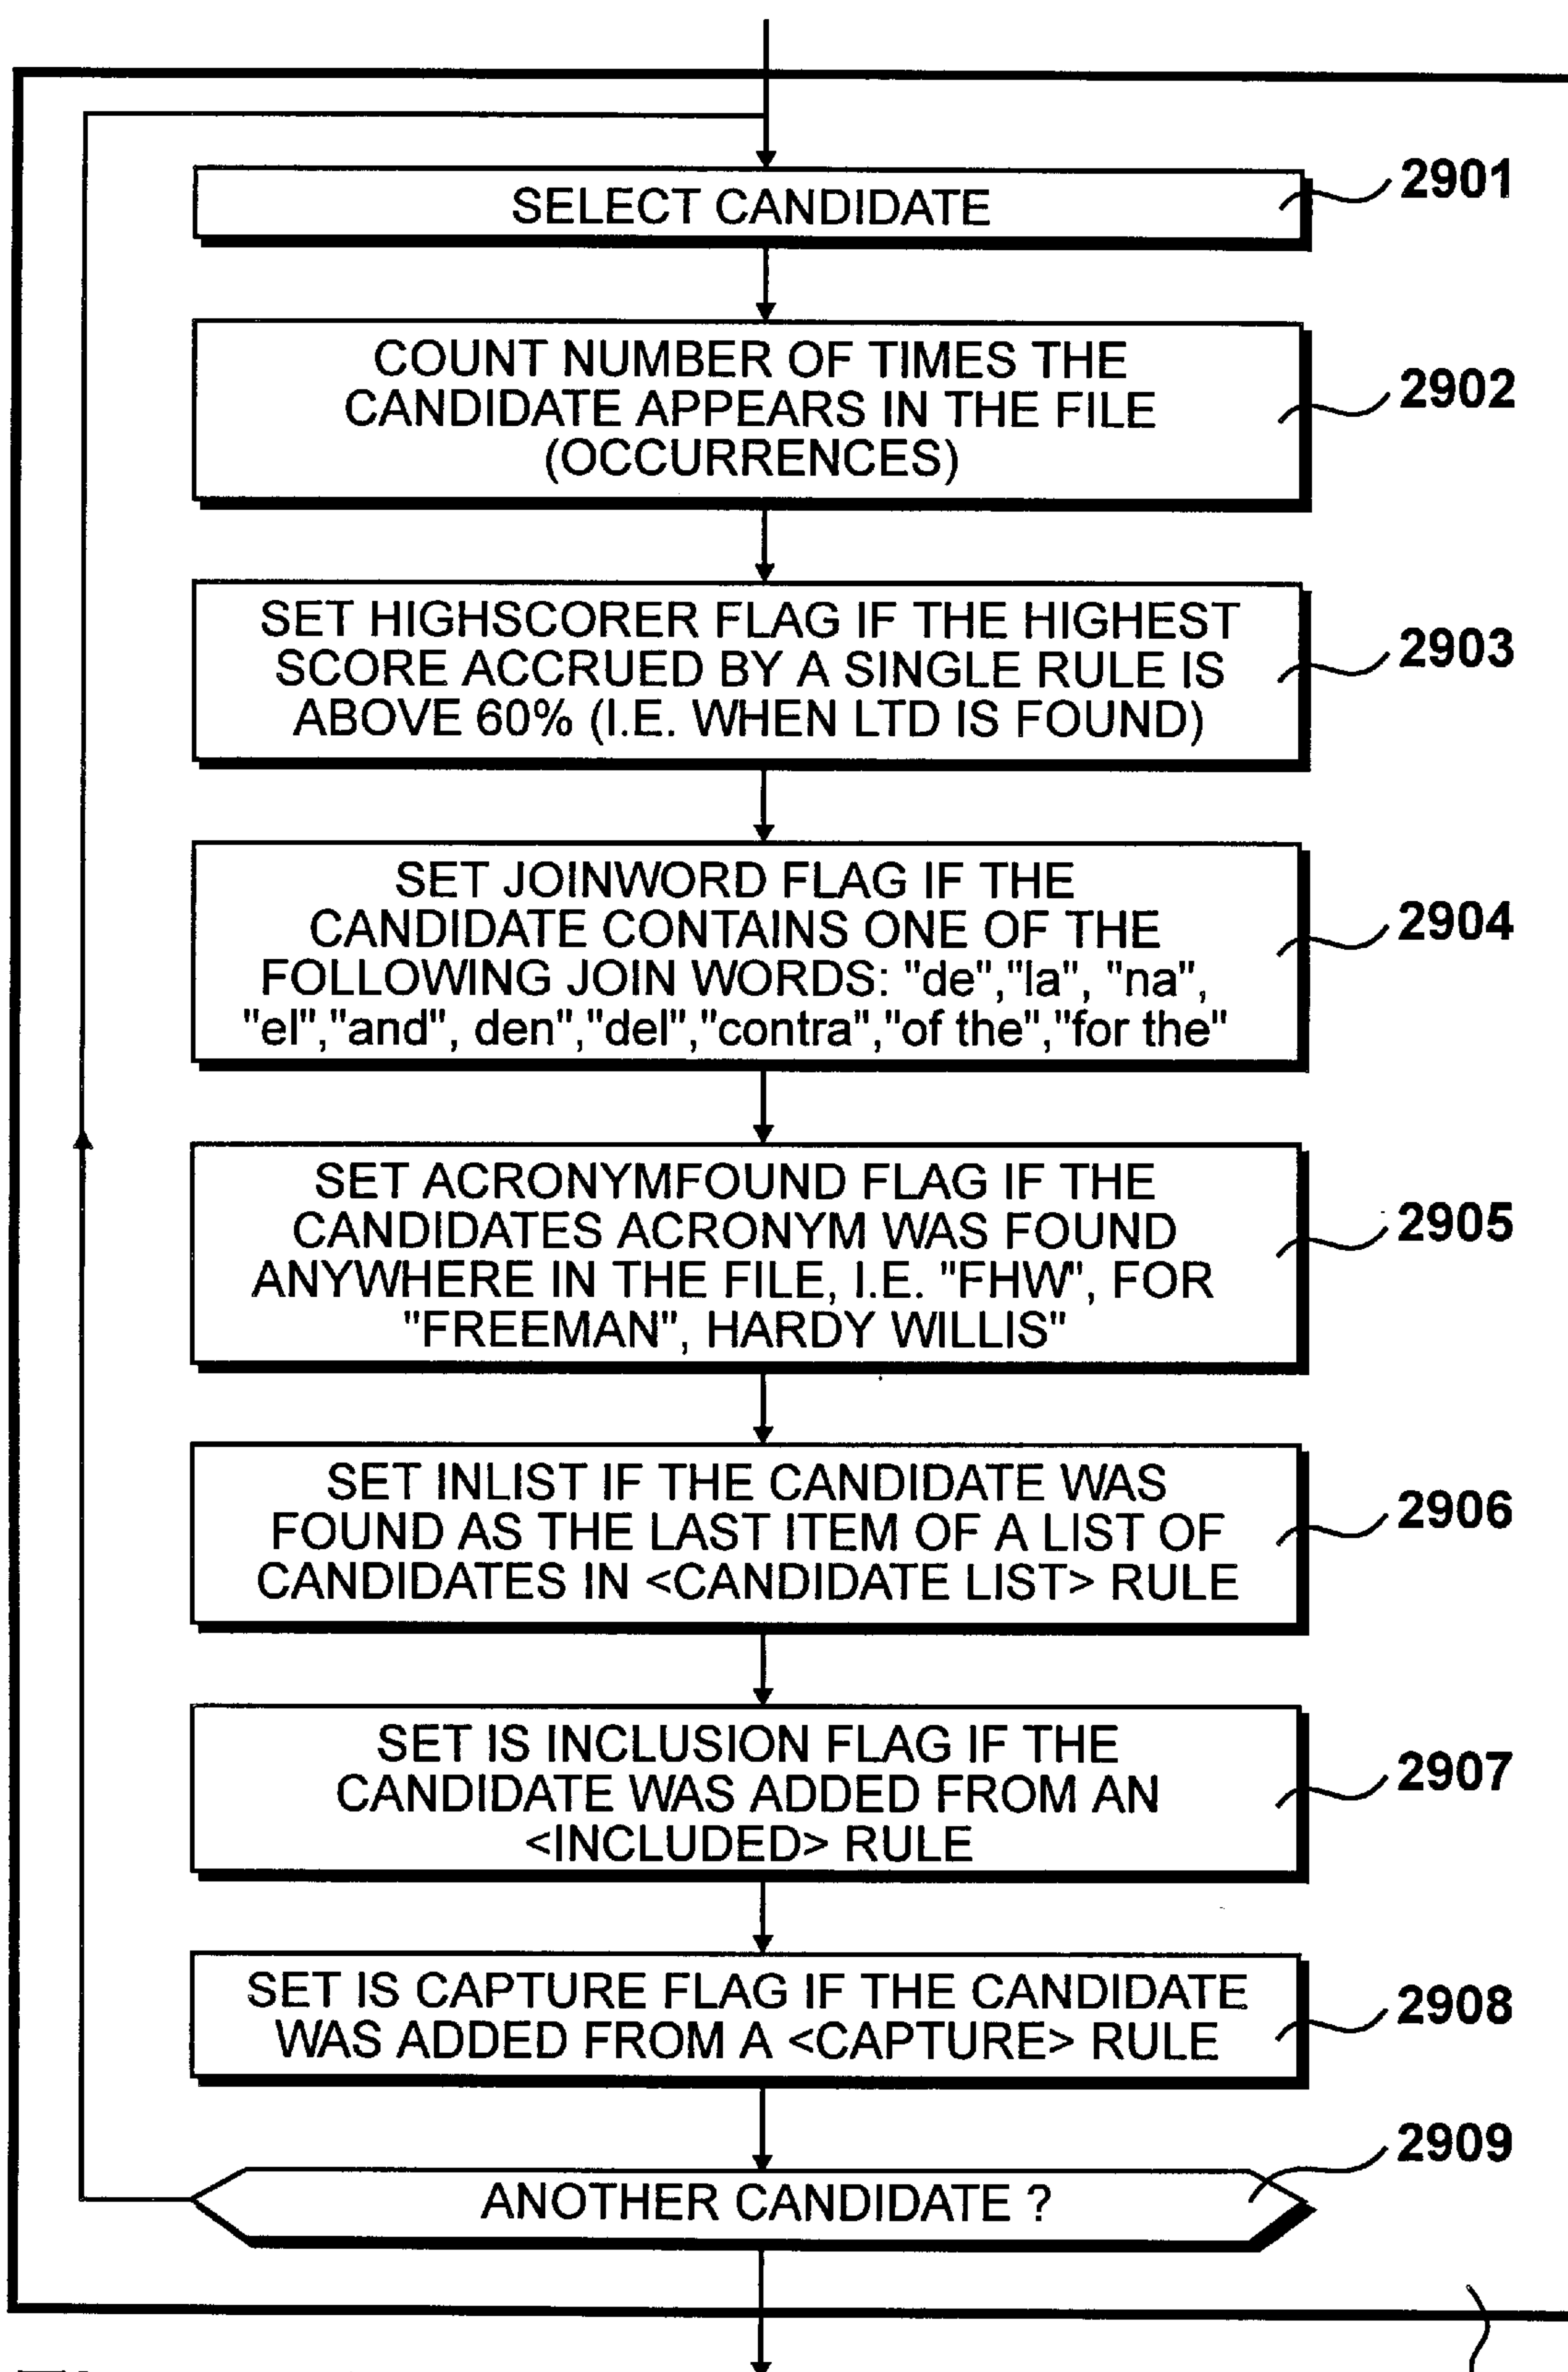 SELECT CANDIDATE
2901
COUNT NUMBER OF TIMES THE
CANDIDATE APPEARS IN THE FILE
(OCCURRENCES)
2902
SET HIGHSCORER FLAG IF THE HIGHEST
SCORE ACCRUED BY A SINGLE RULE IS
ABOVE 60% (I.E. WHEN LTD IS FOUND)
2903
SET JOINWORD FLAG IF THE
CANDIDATE CONTAINS ONE OF THE
FOLLOWING JOIN WORDS: "de","la", "na",
"el","and", den","del","contra","of the","for the"
2904
SET ACRONYMFOUND FLAG IF THE
CANDIDATES ACRONYM WAS FOUND
ANYWHERE IN THE FILE, I.E. "FHW", FOR
"FREEMAN", HARDY WILLIS"
2905
SET INLIST IF THE CANDIDATE WAS
FOUND AS THE LAST ITEM OF A LIST OF
CANDIDATES IN <CANDIDATE LIST> RULE
2906
SET IS INCLUSION FLAG IF THE
CANDIDATE WAS ADDED FROM AN
<INCLUDED> RULE
2907
SET IS CAPTURE FLAG IF THE CANDIDATE
WAS ADDED FROM A <CAPTURE> RULE
2908
ANOTHER CANDIDATE ?
2909